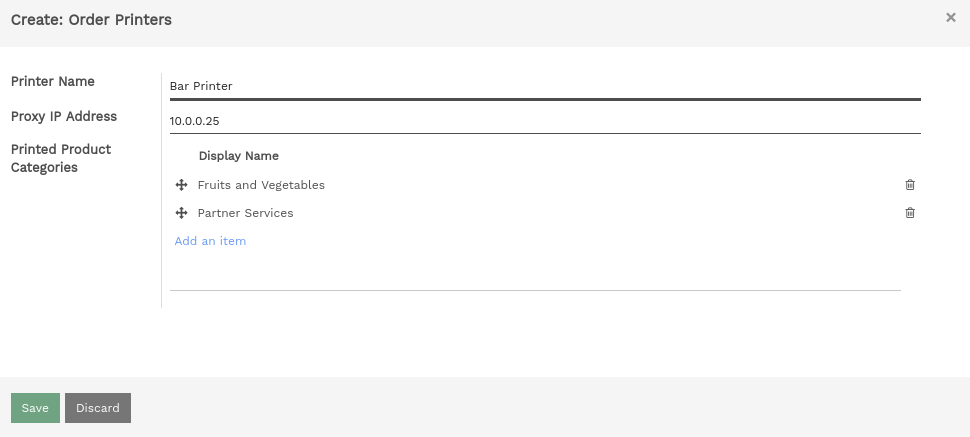 Create: Order Printers ×
Printer Name
Bar Printer
Proxy IP Address
10.0.0.25
Printed Product
Categories
Display Name
Fruits and Vegetables
Partner Services
Add an item
Save Discard